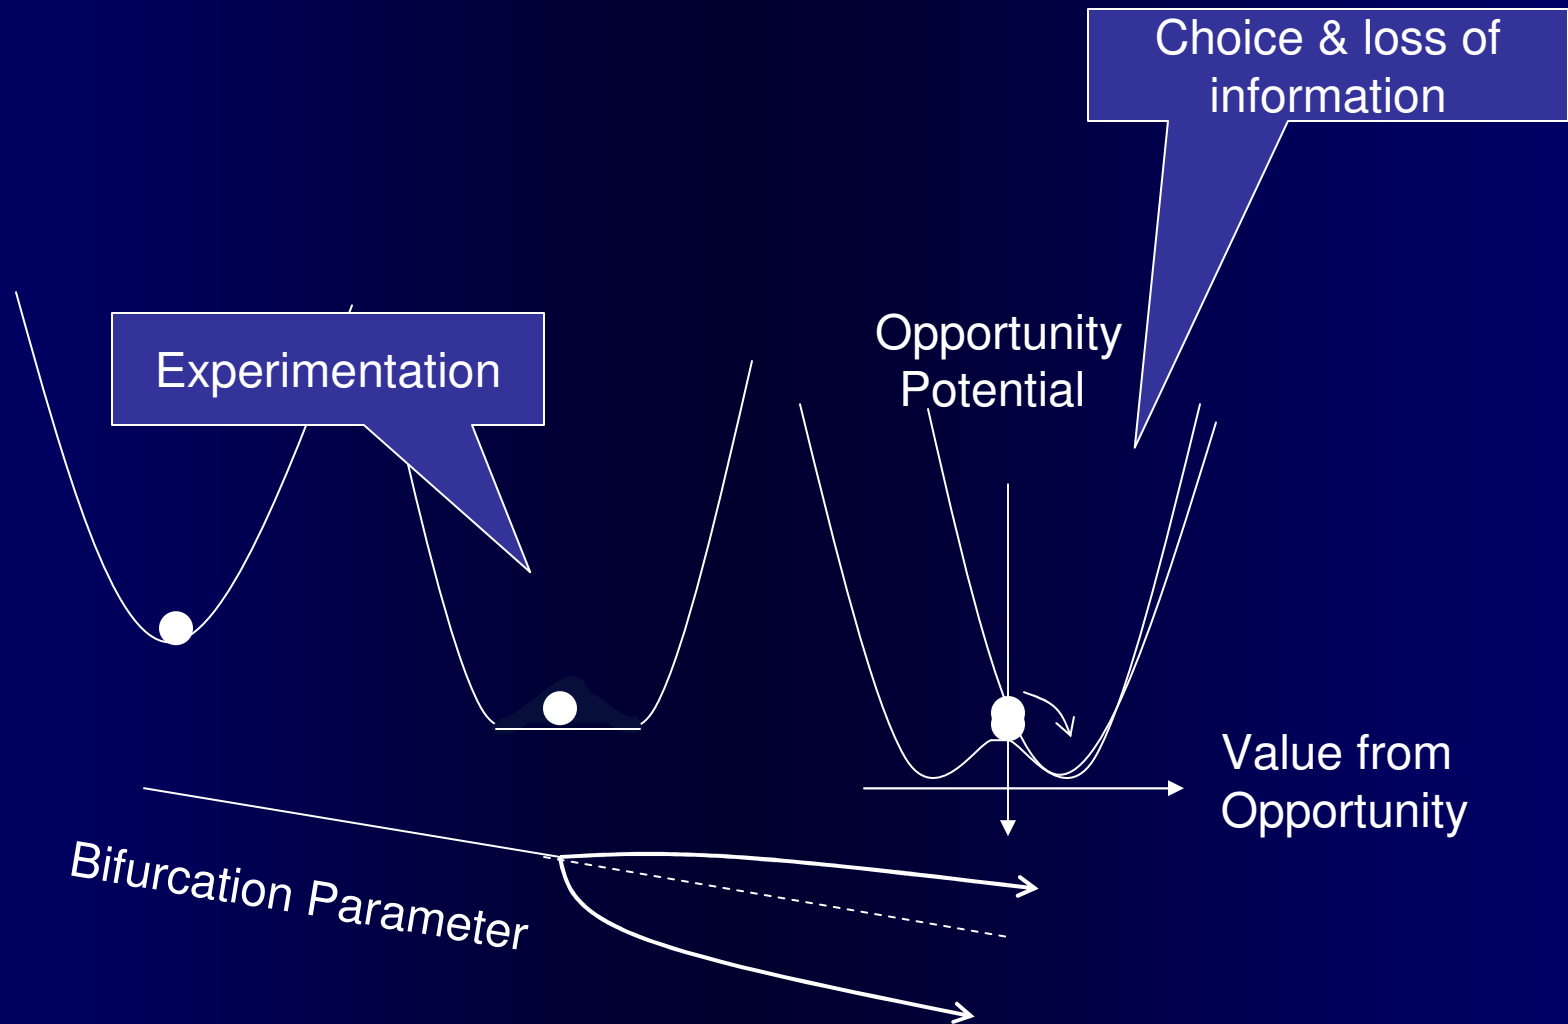 Choice & loss of
information
Experimentation
Opportunity
Potential
Value from
Opportunity
Bifurcation Parameter